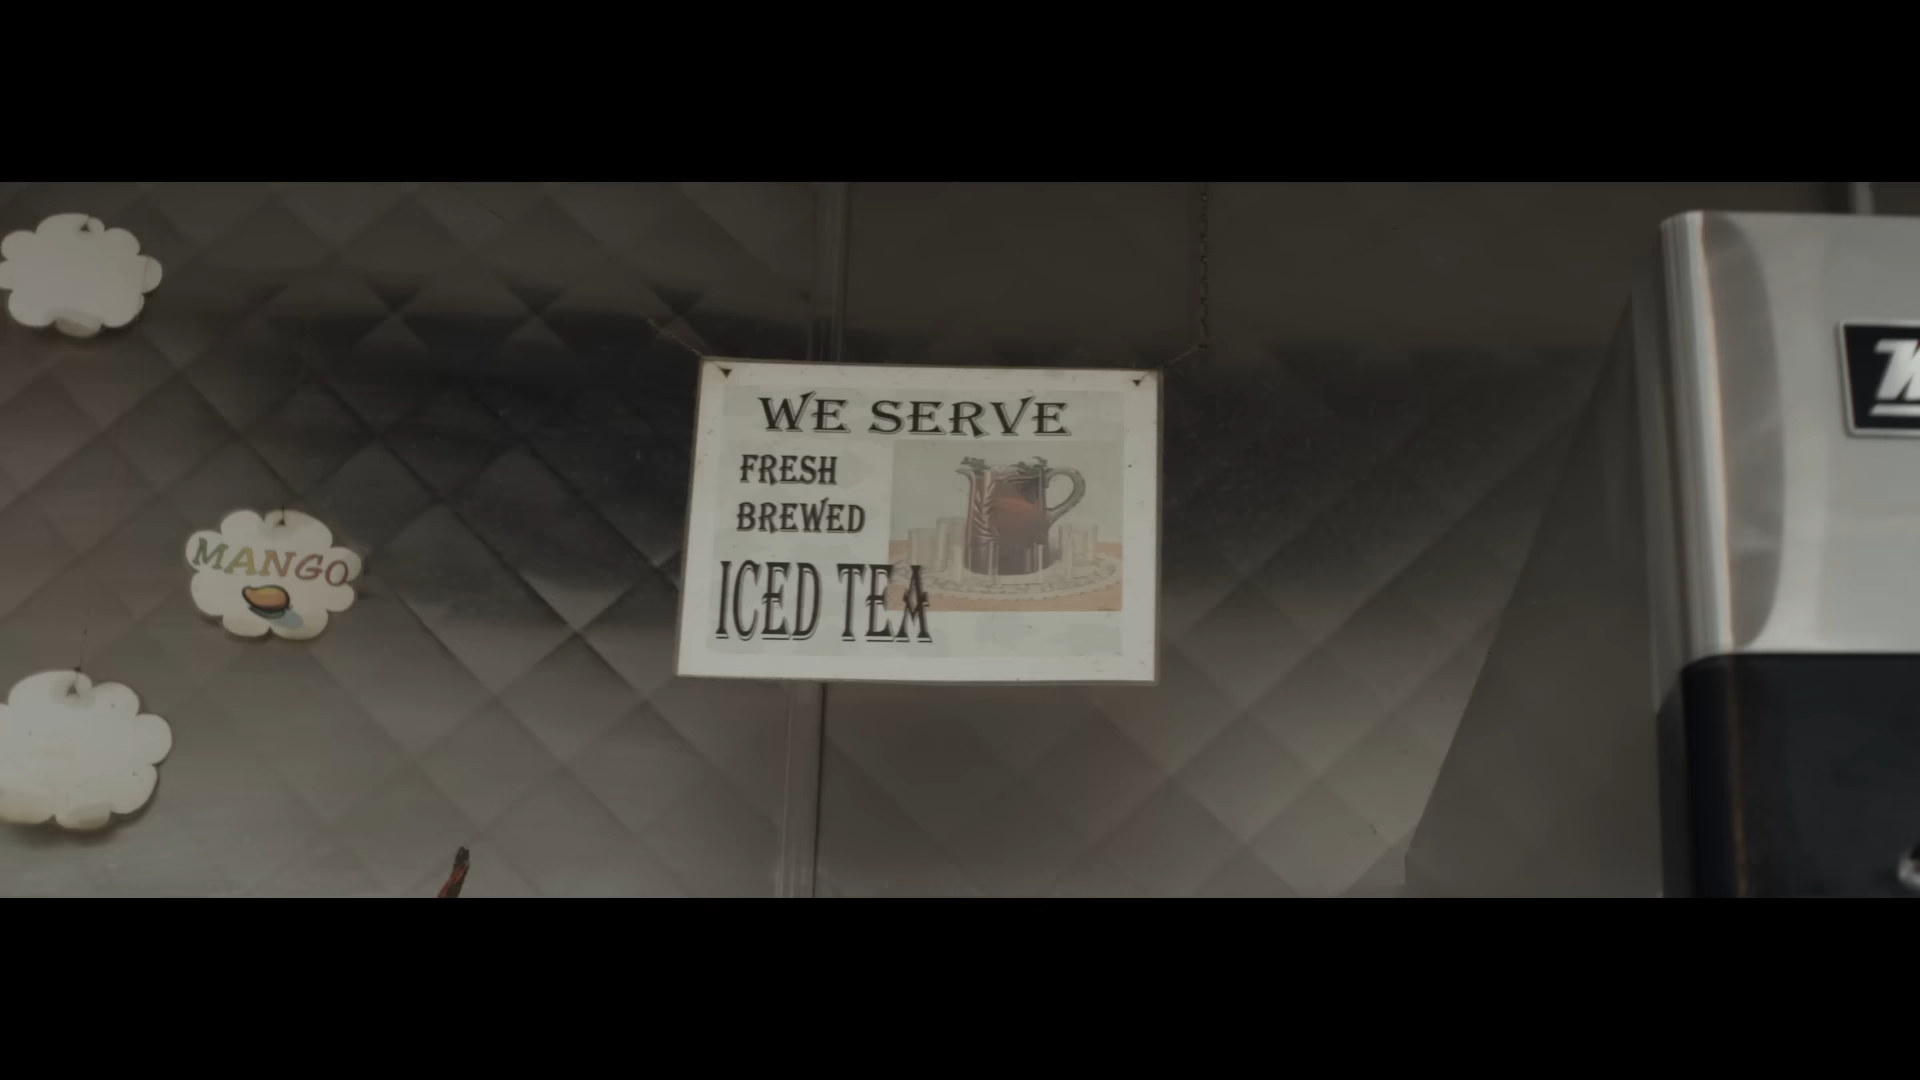 WE SERVE
FRESH
BREWED
ICED TEA
MANGO